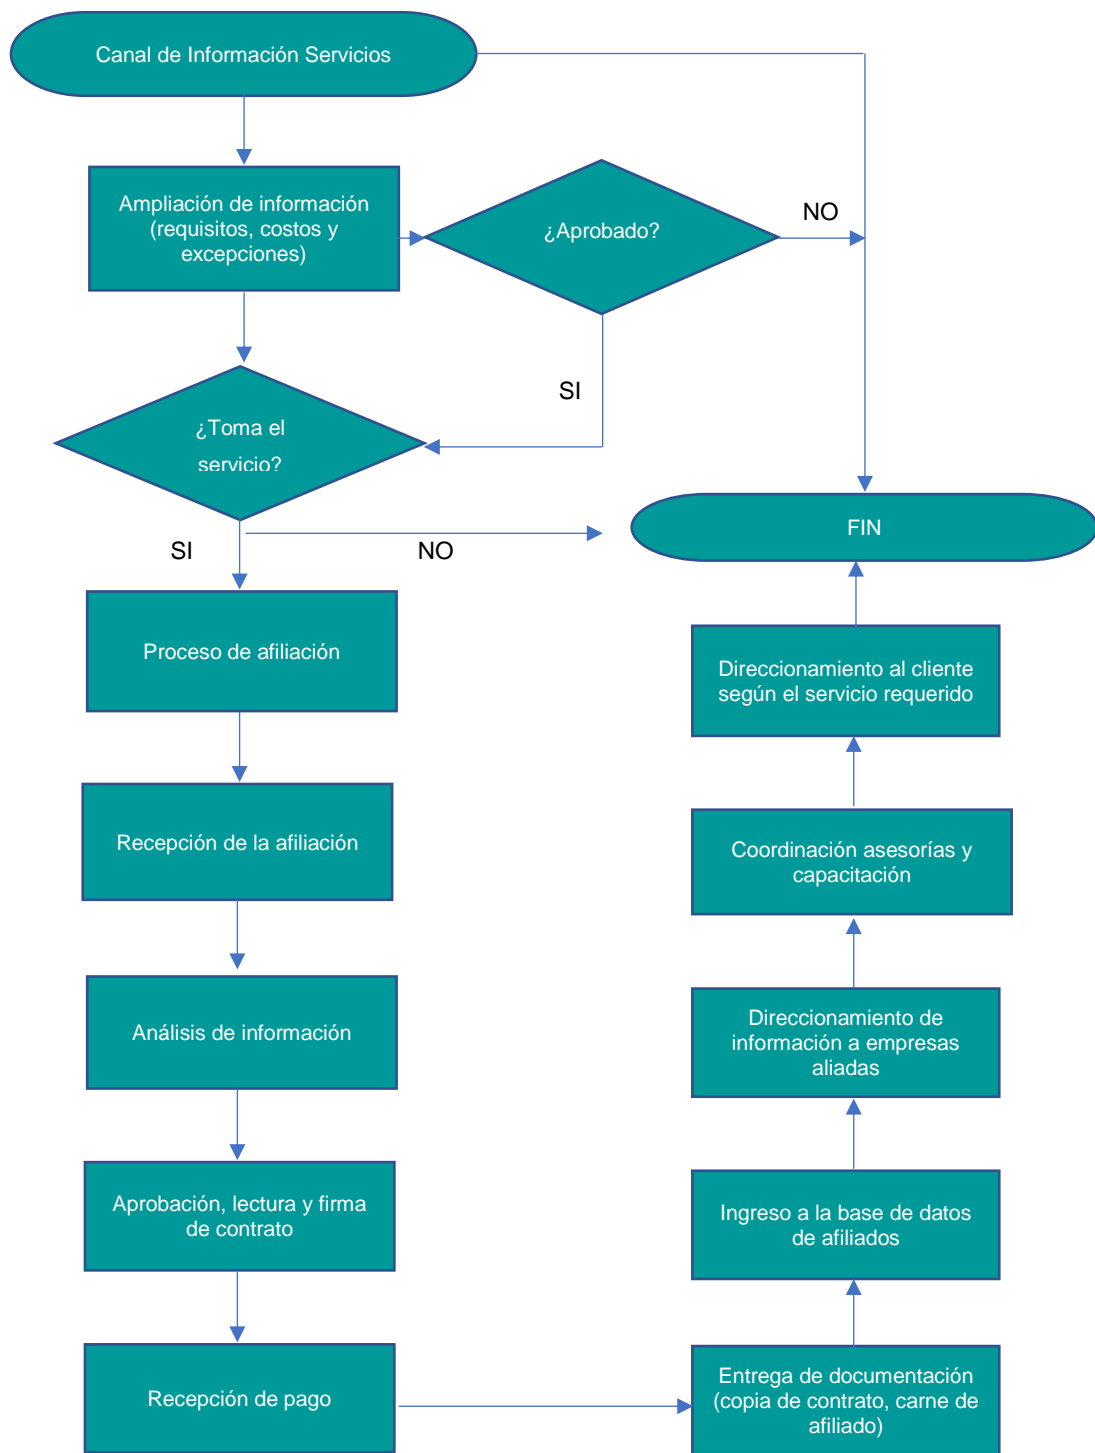 Canal de Información Servicios
Ampliación de información
(requisitos, costos y
excepciones)
¿Aprobado?
NO
SI
¿Toma el
servicio?
SI
NO
FIN
Proceso de afiliación
Recepción de la afiliación
Análisis de información
Aprobación, lectura y firma
de contrato
Recepción de pago
Entrega de documentación
(copia de contrato, carne de
afiliado)
Ingreso a la base de datos
de afiliados
Direccionamiento de
información a empresas
aliadas
Coordinación asesorías y
capacitación
Direccionamiento al cliente
según el servicio requerido